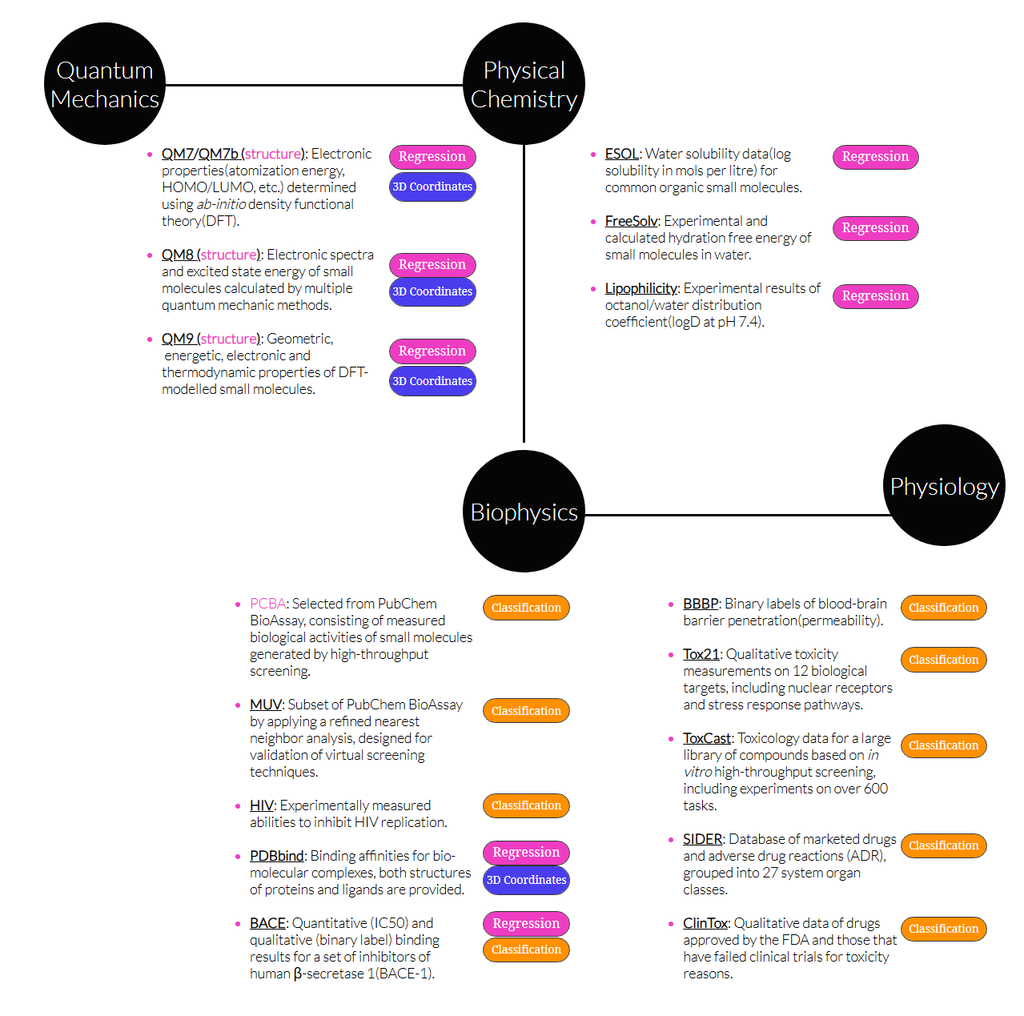 Quantum
Mechanics
Physical
Chemistry
QM7/QM7b (structure): Electronic
properties(atomization energy,
HOMO/LUMO, etc.) determined
using ab-initio density functional
theory(DFT).
Regression
3D Coordinates
QM8 (structure): Electronic spectra
and excited state energy of small
molecules calculated by multiple
quantum mechanic methods.
Regression
3D Coordinates
QM9 (structure): Geometric,
energetic, electronic and
thermodynamic properties of DFT-
modelled small molecules.
Regression
3D Coordinates
ESOL: Water solubility data(log
solubility in mols per litre) for
common organic small molecules.
Regression
FreeSolv: Experimental and
calculated hydration free energy of
small molecules in water.
Regression
Lipophilicity: Experimental results of
octanol/water distribution
coefficient(logD at pH 7.4).
Regression
Biophysics
Physiology
PCBA: Selected from PubChem
BioAssay, consisting of measured
biological activities of small molecules
generated by high-throughput
screening.
Classification
MUV: Subset of PubChem BioAssay
by applying a refined nearest
neighbor analysis, designed for
validation of virtual screening
techniques.
Classification
HIV: Experimentally measured
abilities to inhibit HIV replication.
Classification
PDBbind: Binding affinities for bio-
molecular complexes, both structures
of proteins and ligands are provided.
Regression
3D Coordinates
BACE: Quantitative (IC50) and
qualitative (binary label) binding
results for a set of inhibitors of
human β-secretase 1(BACE-1).
Regression
Classification
BBBP: Binary labels of blood-brain
barrier penetration(permeability).
Classification
Tox21: Qualitative toxicity
measurements on 12 biological
targets, including nuclear receptors
and stress response pathways.
Classification
ToxCast: Toxicology data for a large
library of compounds based on in
vitro high-throughput screening,
including experiments on over 600
tasks.
Classification
SIDER: Database of marketed drugs
and adverse drug reactions (ADR),
grouped into 27 system organ
classes.
Classification
ClinTox: Qualitative data of drugs
approved by the FDA and those that
have failed clinical trials for toxicity
reasons.
Classification